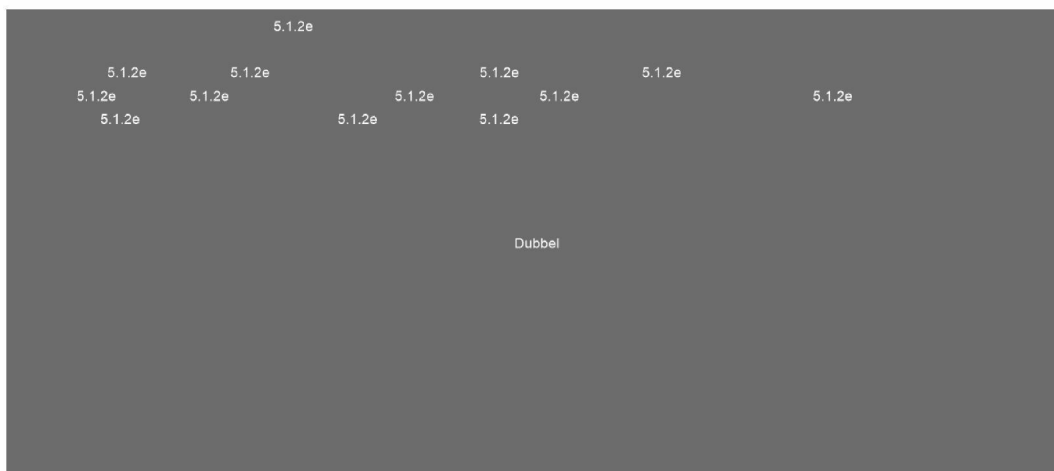 5.1.2e
5.1.2e 5.1.2e 5.1.2e 5.1.2e
5.1.2e 5.1.2e 5.1.2e 5.1.2e 5.1.2e
5.1.2e 5.1.2e 5.1.2e
Dubbel